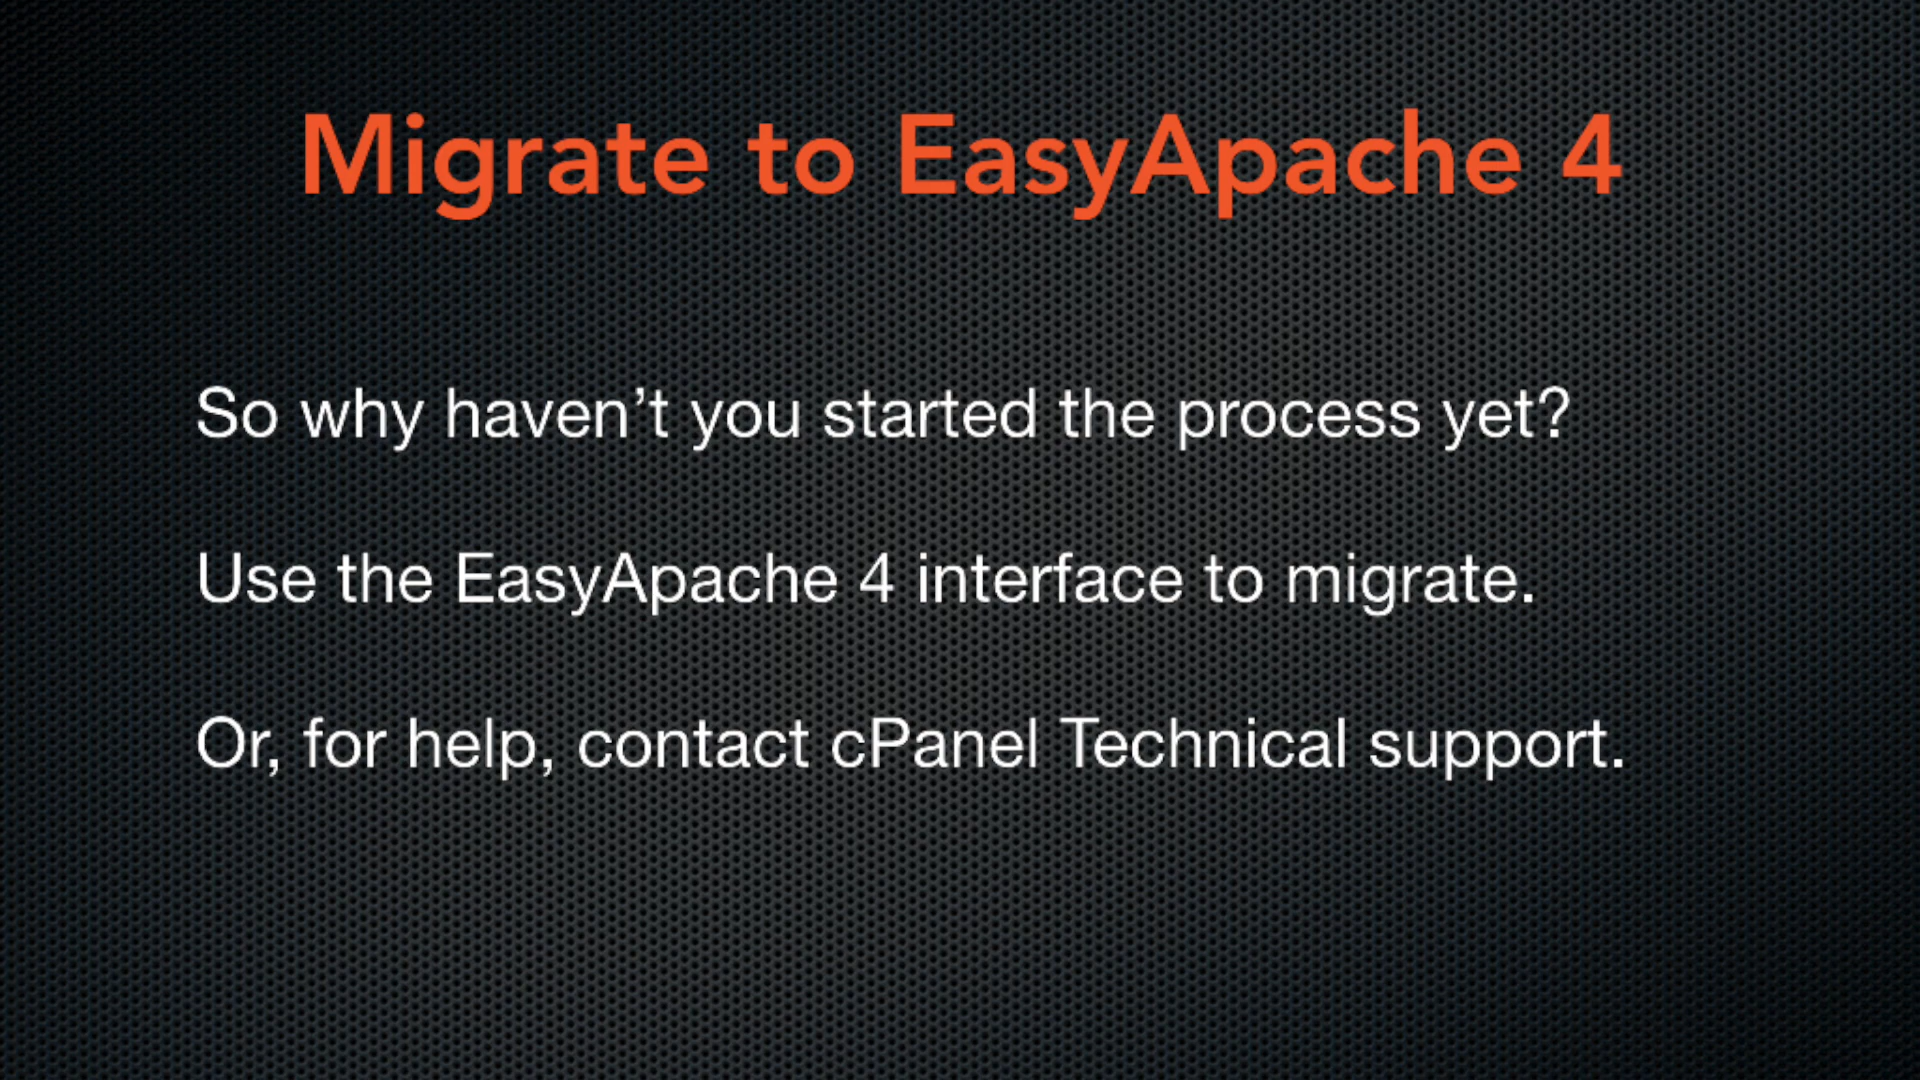 Migrate to EasyApache 4
So why haven’t you started the process yet?
Use the EasyApache 4 interface to migrate.
Or, for help, contact cPanel Technical support.